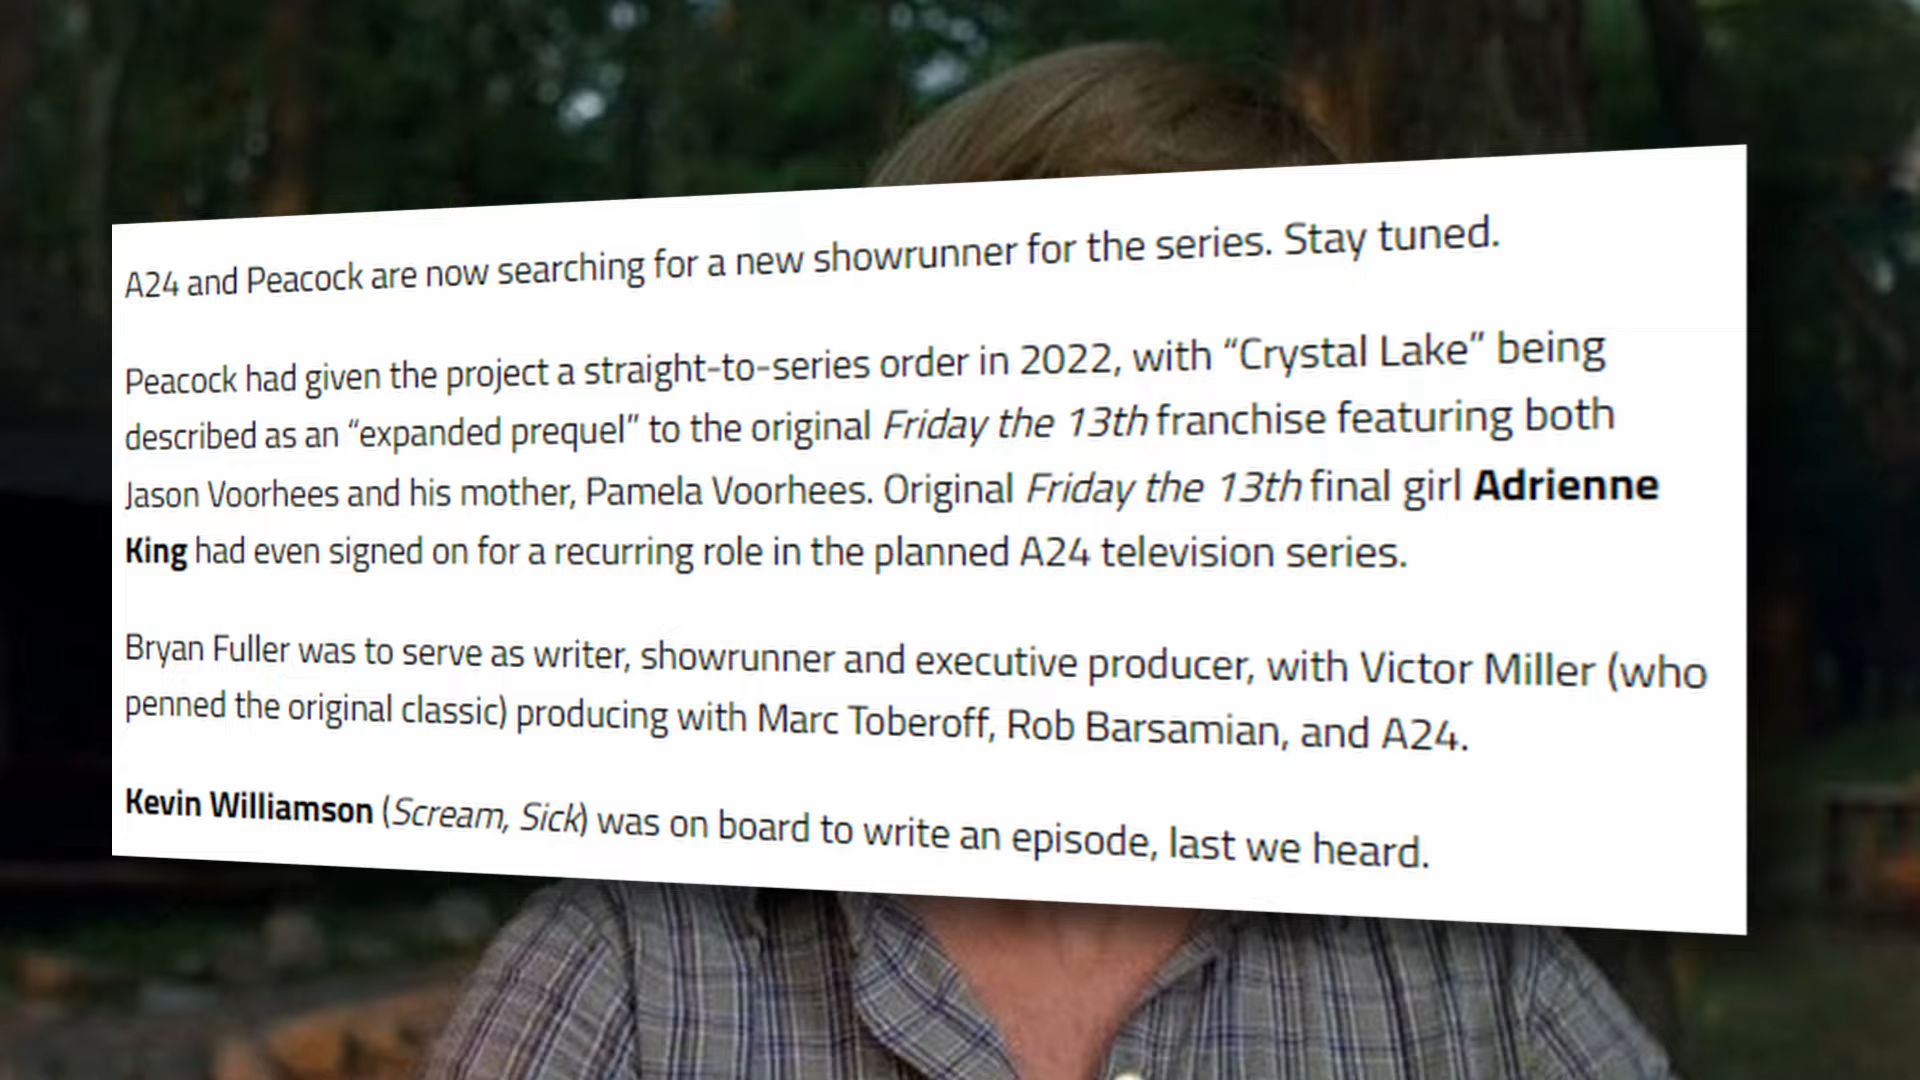 A24 and Peacock are now searching for a new showrunner for the series. Stay tuned.
Peacock had given the project a straight-to-series order in 2022, with “Crystal Lake” being
described as an “expanded prequel” to the original Friday the 13th franchise featuring both
Jason Voorhees and his mother, Pamela Voorhees. Original Friday the 13th final girl Adrienne
King had even signed on for a recurring role in the planned A24 television series.
Bryan Fuller was to serve as writer, showrunner and executive producer, with Victor Miller (who
penned the original classic) producing with Marc Toberoff, Rob Barsamian, and A24.
Kevin Williamson (Scream, Sick) was on board to write an episode, last we heard.